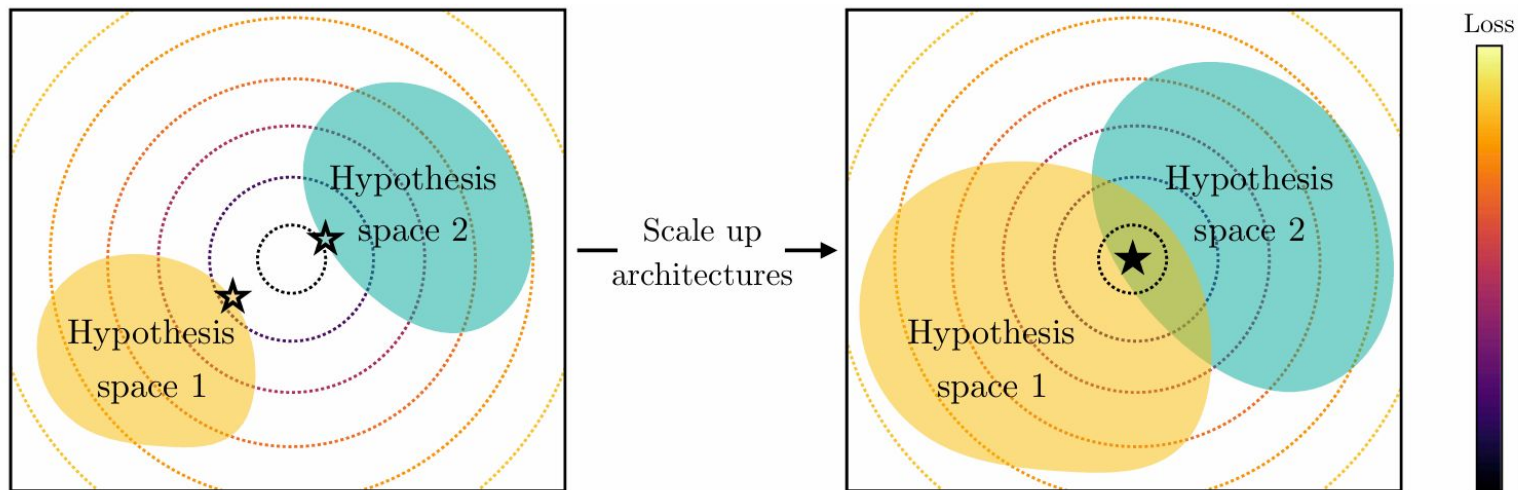 Hypothesis
space 2
Hypothesis
space 1
Scale up
architectures
Hypothesis
space 2
Hypothesis
space 1
Loss